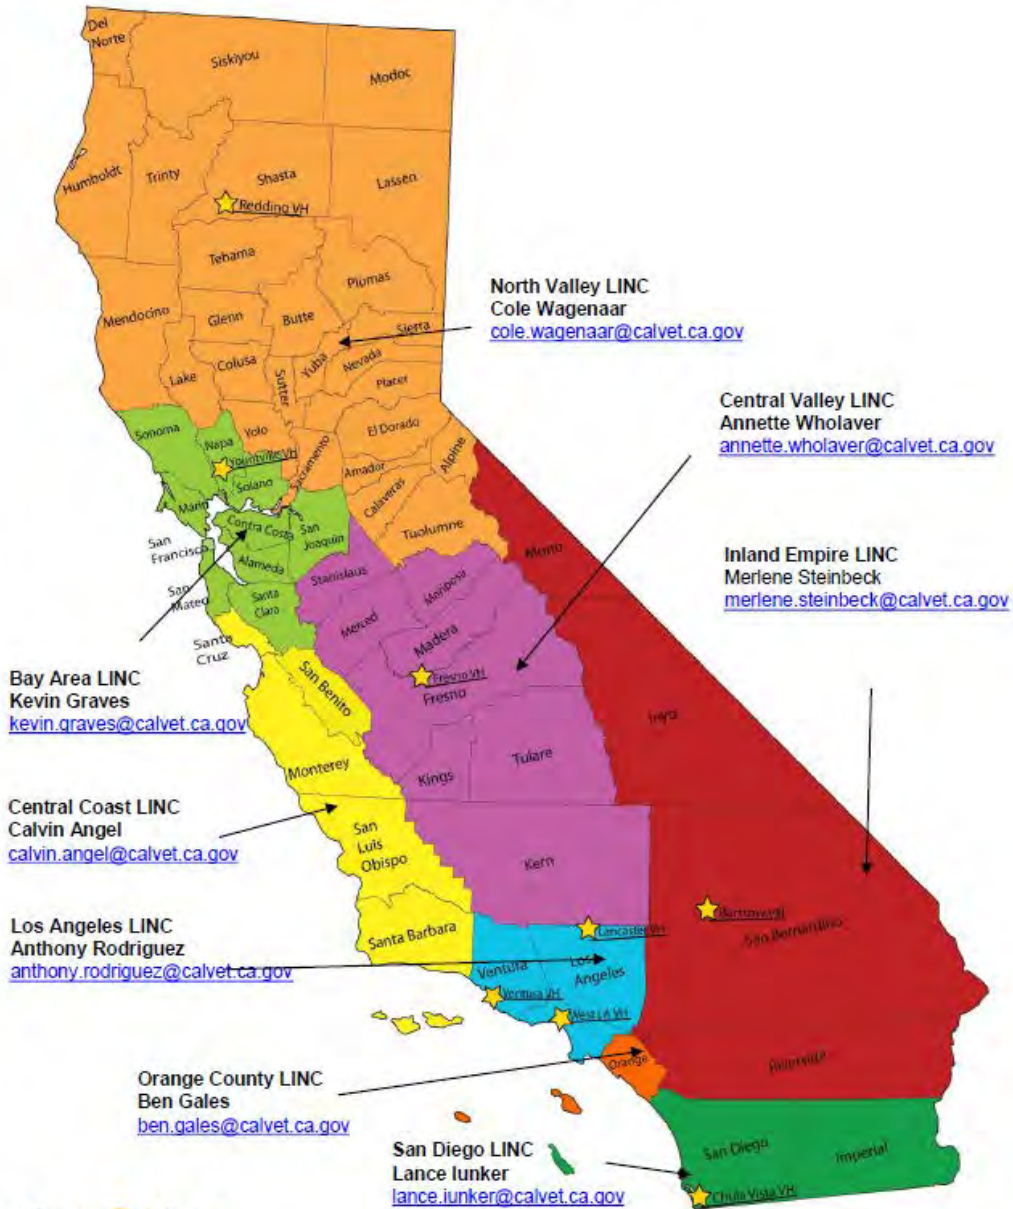 Del
Norte
Siskiyou
Modoc
Humboldt
Trinty
Shasta
Lassen
Redding VH
Tehama
Plumas
Mendocino
Glenn
Butte
Sierra
Lake
Colusa
Sutter
Yuba
Nevada
Placer
North Valley LINC
Cole Wagenaar
cole.wagenaar@calvet.ca.gov
Sonoma
Napa
Yolo
Sacramento
El Dorado
Yountville VH
Solano
Amador
Alpine
Calaveras
Marin
Contra Costa
San
Joaquin
Tuolumne
San
Francisco
Alameda
San
Mateo
Santa
Clara
Santa
Cruz
Central Valley LINC
Annette Wholaver
annette.wholaver@calvet.ca.gov
Stanislaus
Mono
Mariposa
Merced
Madera
Fresno VH
Fresno
Inland Empire LINC
Merlene Steinbeck
merlene.steinbeck@calvet.ca.gov
Bay Area LINC
Kevin Graves
kevin.graves@calvet.ca.gov
San Benito
Monterey
Kings
Tulare
Inyo
Central Coast LINC
Calvin Angel
calvin.angel@calvet.ca.gov
San
Luis
Obispo
Kern
Los Angeles LINC
Anthony Rodriguez
anthony.rodriguez@calvet.ca.gov
Santa Barbara
Lancaster VH
Barstow VH
San Bernardino
Ventura
Los
Angeles
Ventura VH
West LA VH
Orange
Riverside
Orange County LINC
Ben Gales
ben.gales@calvet.ca.gov
San Diego LINC
Lance Iunker
lance.iunker@calvet.ca.gov
San Diego
Imperial
Chula Vista VH